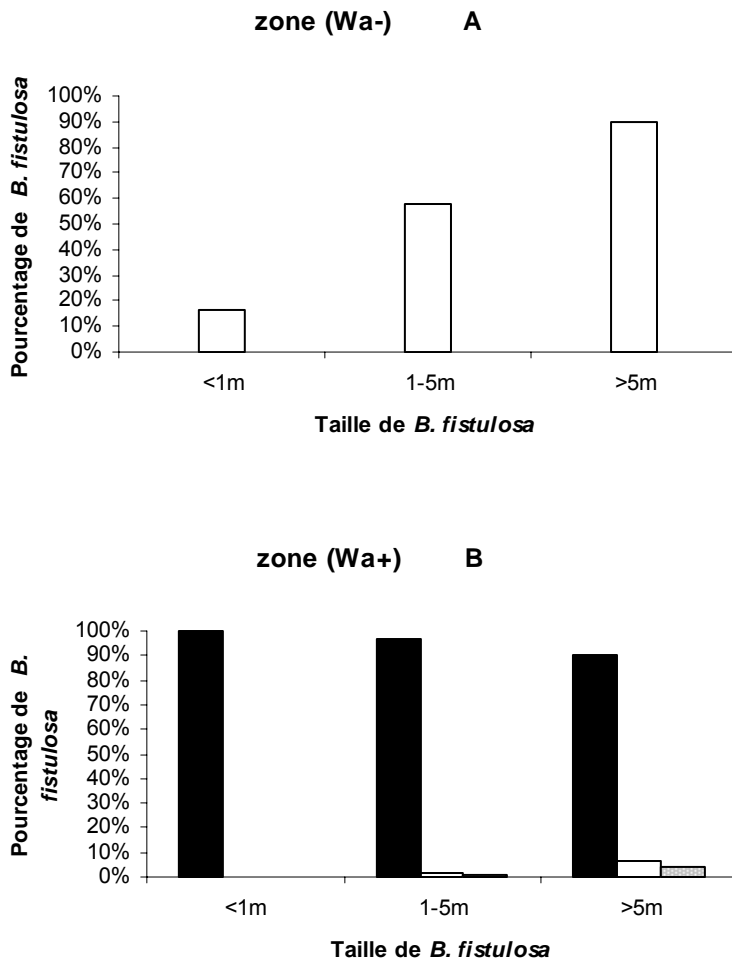 zone (Wa-) A
Pourcentage de B. fistulosa
100%
90%
80%
70%
60%
50%
40%
30%
20%
10%
0%
<1m 1-5m >5m
Taille de B. fistulosa
zone (Wa+) B
Pourcentage de B.
fistulosa
100%
90%
80%
70%
60%
50%
40%
30%
20%
10%
0%
<1m 1-5m >5m
Taille de B. fistulosa